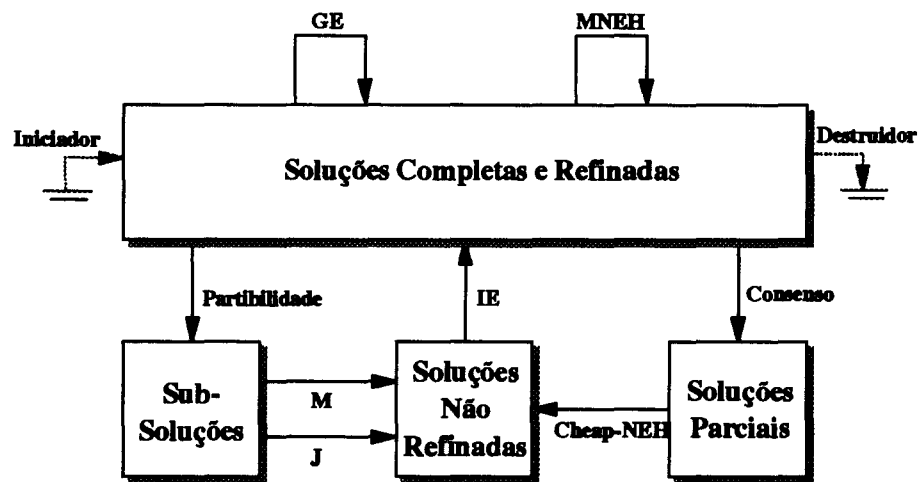 GE
MNEH
Iniciador
Destruidor
Soluções Completas e Refinadas
Partibilidade
IE
Consenso
Sub-
Soluções
M
J
Soluções
Não
Refinadas
Cheap-NEH
Soluções
Parciais